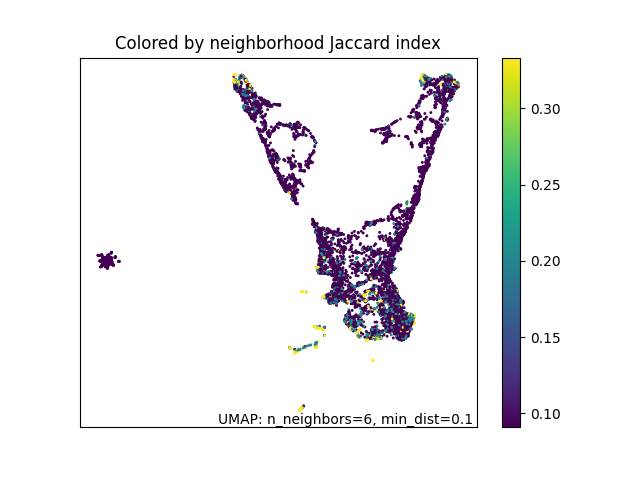 Colored by neighborhood Jaccard index
0.30
0.25
0.20
0.15
0.10
UMAP: n_neighbors=6, min_dist=0.1